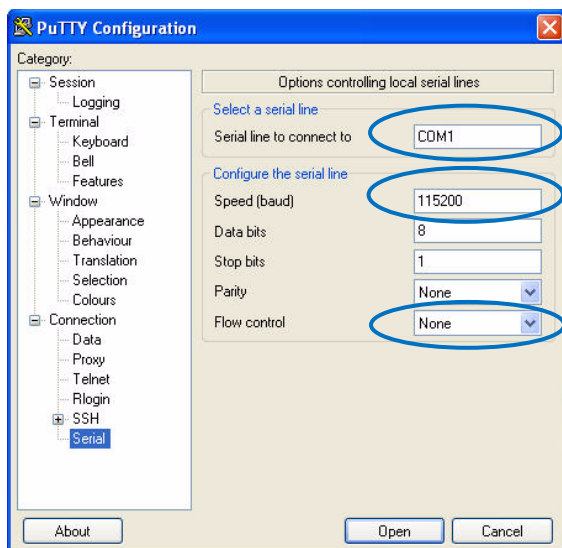 PuTTY Configuration
Category:
Session
Logging
Terminal
Keyboard
Bell
Features
Window
Appearance
Behaviour
Translation
Selection
Colours
Connection
Data
Proxy
Telnet
Rlogin
SSH
Serial
Options controlling local serial lines
Select a serial line
Serial line to connect to COM1
Configure the serial line
Speed (baud) 115200
Data bits 8
Stop bits 1
Parity None
Flow control None
About Open Cancel